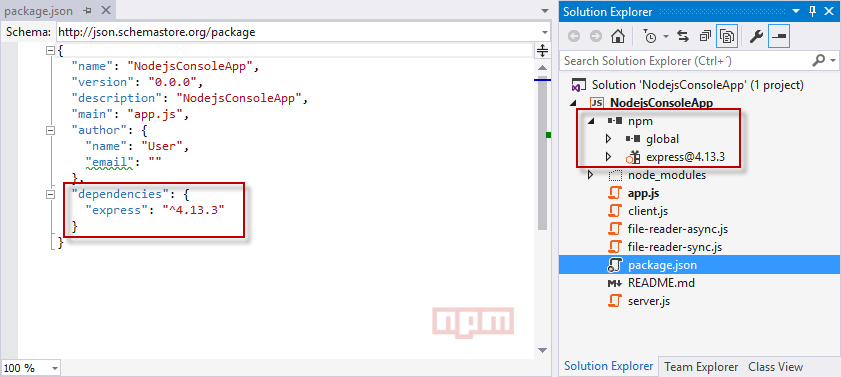 package.json
Schema: http://json.schemastore.org/package
{
"name": "NodejsConsoleApp",
"version": "0.0.0",
"description": "NodejsConsoleApp",
"main": "app.js",
"author": {
"name": "User",
"email": ""
},
"dependencies": {
"express": "^4.13.3"
}
}
npm
100 %
Solution Explorer
Search Solution Explorer (Ctrl+´)
Solution 'NodejsConsoleApp' (1 project)
JS NodejsConsoleApp
npm
global
express@4.13.3
node_modules
app.js
client.js
file-reader-async.js
file-reader-sync.js
package.json
README.md
server.js
Solution Explorer Team Explorer Class View